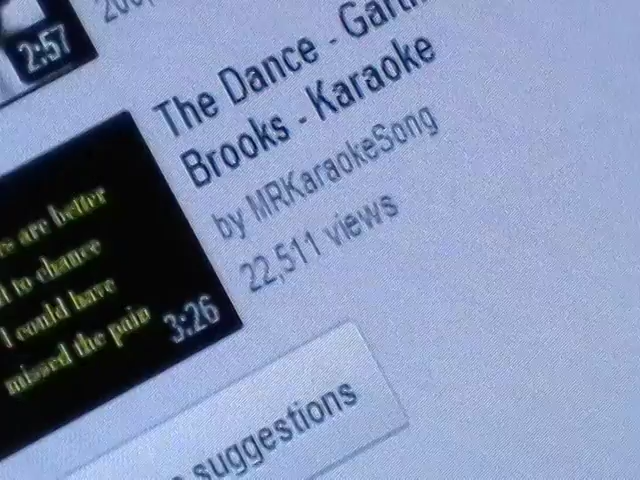 2:57
The Dance - Garth
Brooks - Karaoke
by MRKaraokeSong
22,511 views
are better
to chance
I could have
missed the pain
3:26
suggestions